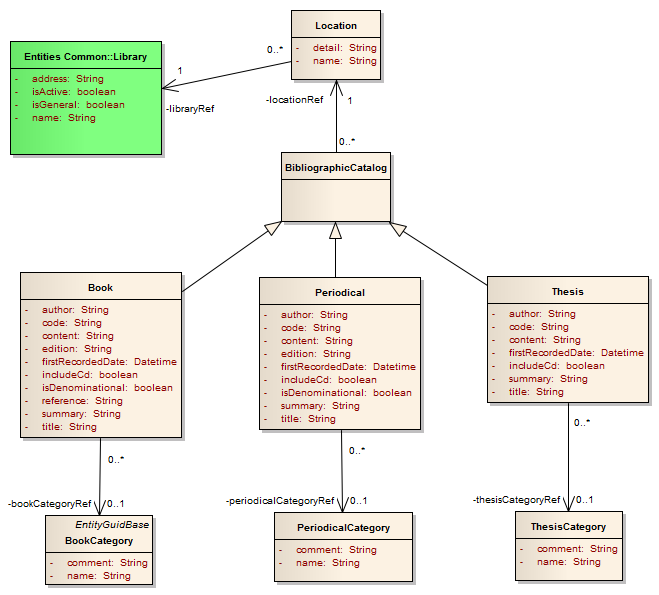 Location
- detail: String
- name: String
0..*
Entities Common::Library
- address: String
- isActive: boolean
- isGeneral: boolean
- name: String
1
-libraryRef
-locationRef
1
0..*
BibliographicCatalog
Book
- author: String
- code: String
- content: String
- edition: String
- firstRecordedDate: Datetime
- includeCd: boolean
- isDenominational: boolean
- reference: String
- summary: String
- title: String
Periodical
- author: String
- code: String
- content: String
- edition: String
- firstRecordedDate: Datetime
- includeCd: boolean
- isDenominational: boolean
- summary: String
- title: String
Thesis
- author: String
- code: String
- content: String
- firstRecordedDate: Datetime
- includeCd: boolean
- summary: String
- title: String
0..*
-bookCategoryRef
0..1
0..*
-periodicalCategoryRef
0..1
0..*
-thesisCategoryRef
0..1
EntityGuidBase
BookCategory
- comment: String
- name: String
PeriodicalCategory
- comment: String
- name: String
ThesisCategory
- comment: String
- name: String